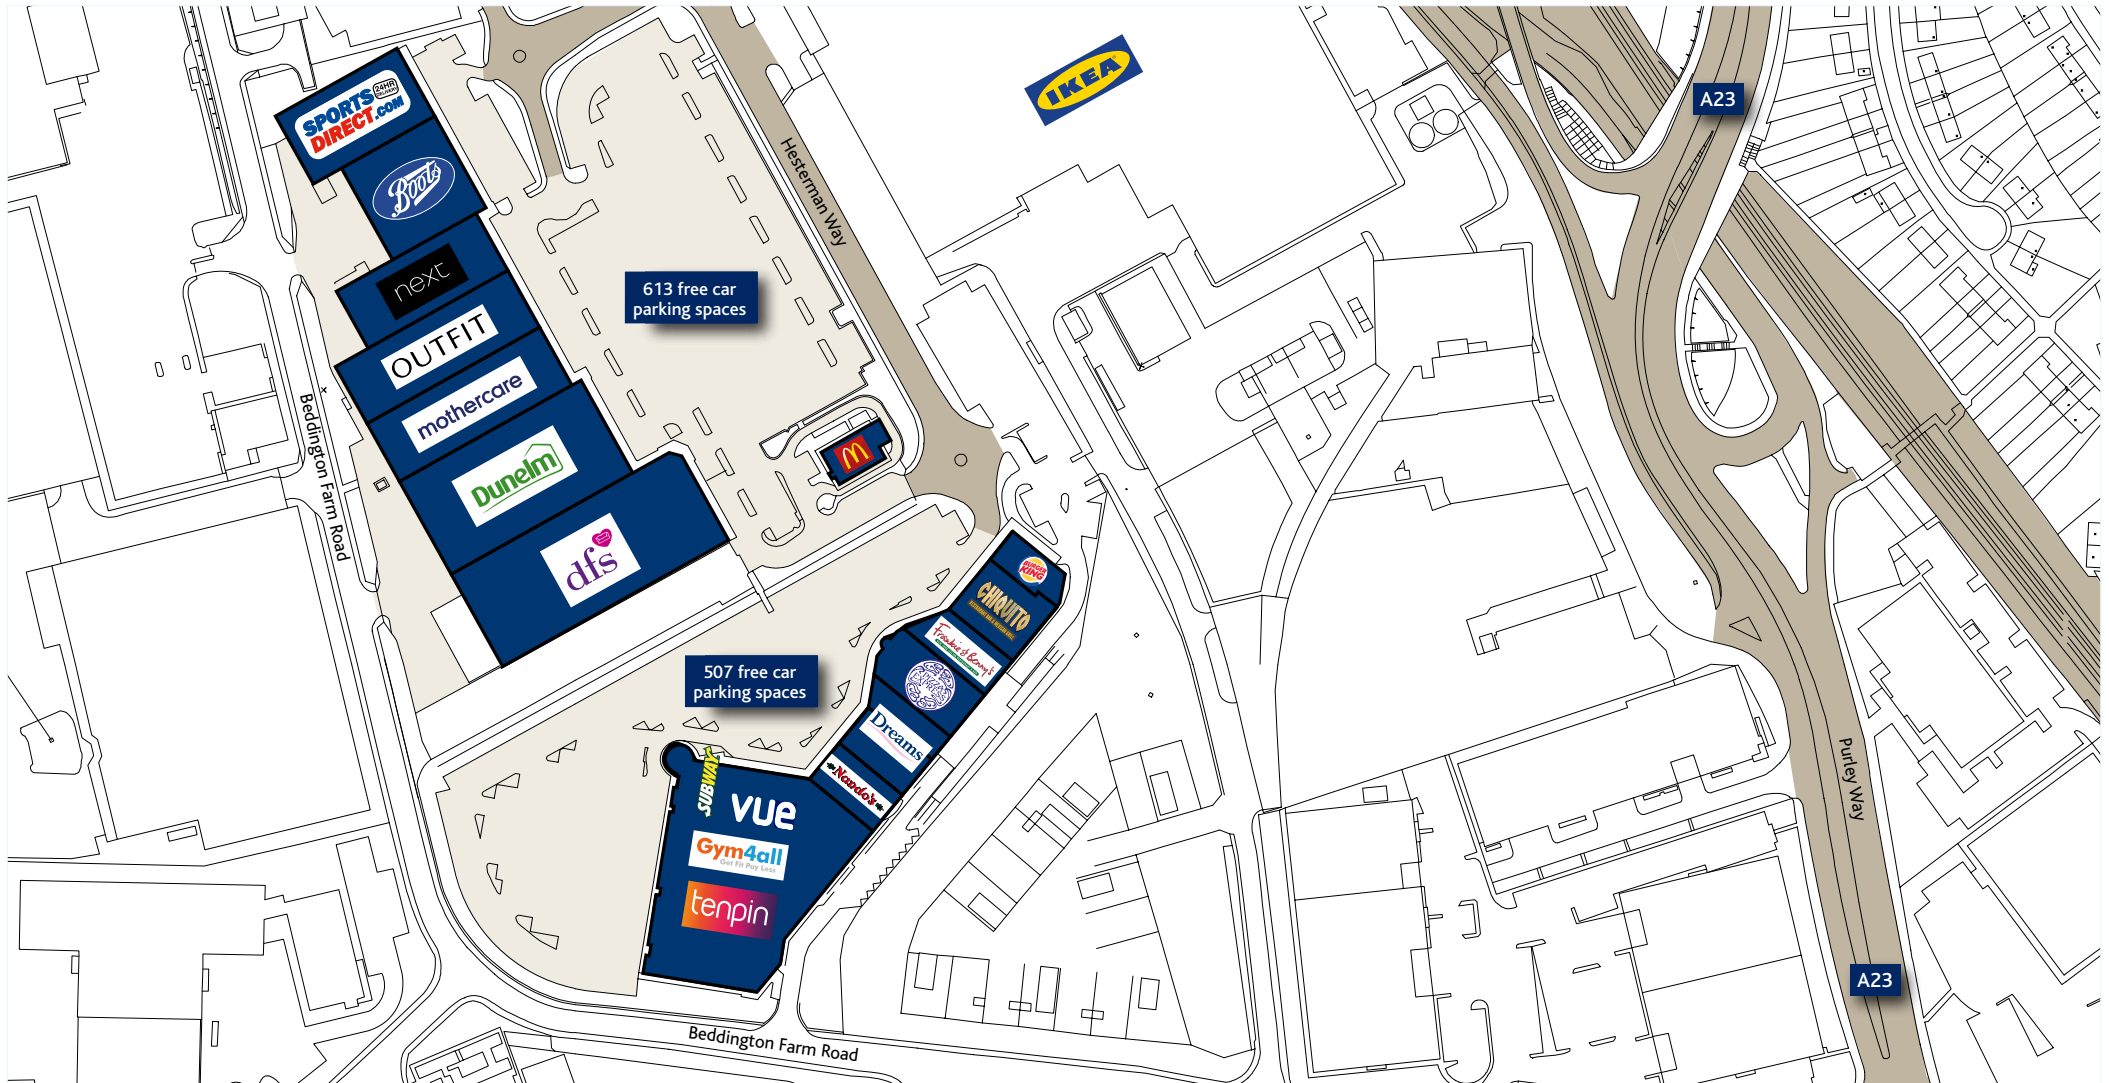 SPORTS
DIRECT.COM
24HR
DELIVERY
IKEA
A23
Boots
Hesterman Way
next
613 free car
parking spaces
OUTFIT
mothercare
Beddington Farm Road
Dunelm
dfs
BURGER
KING
CHIQUITO
Frankie & Benny's
507 free car
parking spaces
Dreams
Nando's
SUBWAY
vue
Gym4all
Get Fit Pay Less
tenpin
Purley Way
A23
Beddington Farm Road